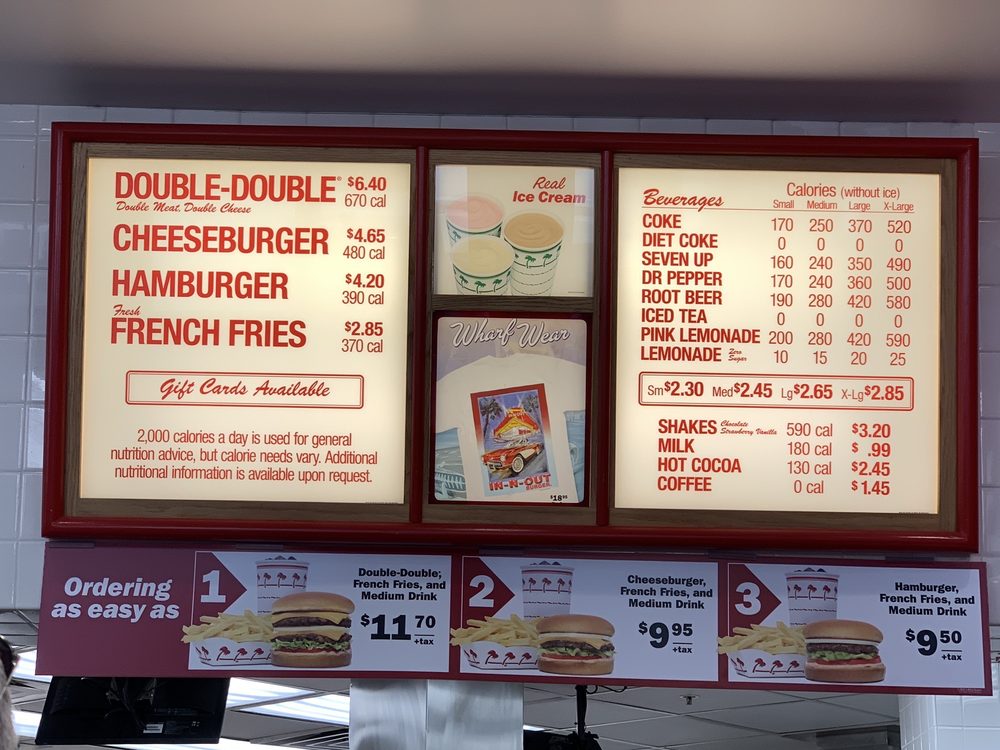 DOUBLE-DOUBLE® $6.40
Double Meat, Double Cheese 670 cal
CHEESEBURGER $4.65
480 cal
HAMBURGER $4.20
390 cal
Fresh
FRENCH FRIES $2.85
370 cal
Gift Cards Available
2,000 calories a day is used for general
nutrition advice, but calorie needs vary. Additional
nutritional information is available upon request.
Real
Ice Cream
Wharf Wear
IN-N-OUT
BURGER
$18.95
Beverages Calories (without ice)
Small Medium Large X-Large
COKE 170 250 370 520
DIET COKE 0 0 0 0
SEVEN UP 160 240 350 490
DR PEPPER 170 240 360 500
ROOT BEER 190 280 420 580
ICED TEA 0 0 0 0
PINK LEMONADE 200 280 420 590
LEMONADE Zero Sugar 10 15 20 25
Sm$2.30 Med$2.45 Lg$2.65 X-Lg$2.85
SHAKES Chocolate Strawberry Vanilla 590 cal $3.20
MILK 180 cal $ .99
HOT COCOA 130 cal $2.45
COFFEE 0 cal $1.45
Ordering
as easy as
1
Double-Double,
French Fries, and
Medium Drink
$11 70
+tax
2
Cheeseburger,
French Fries, and
Medium Drink
$9 95
+tax
3
Hamburger,
French Fries, and
Medium Drink
$9 50
+tax